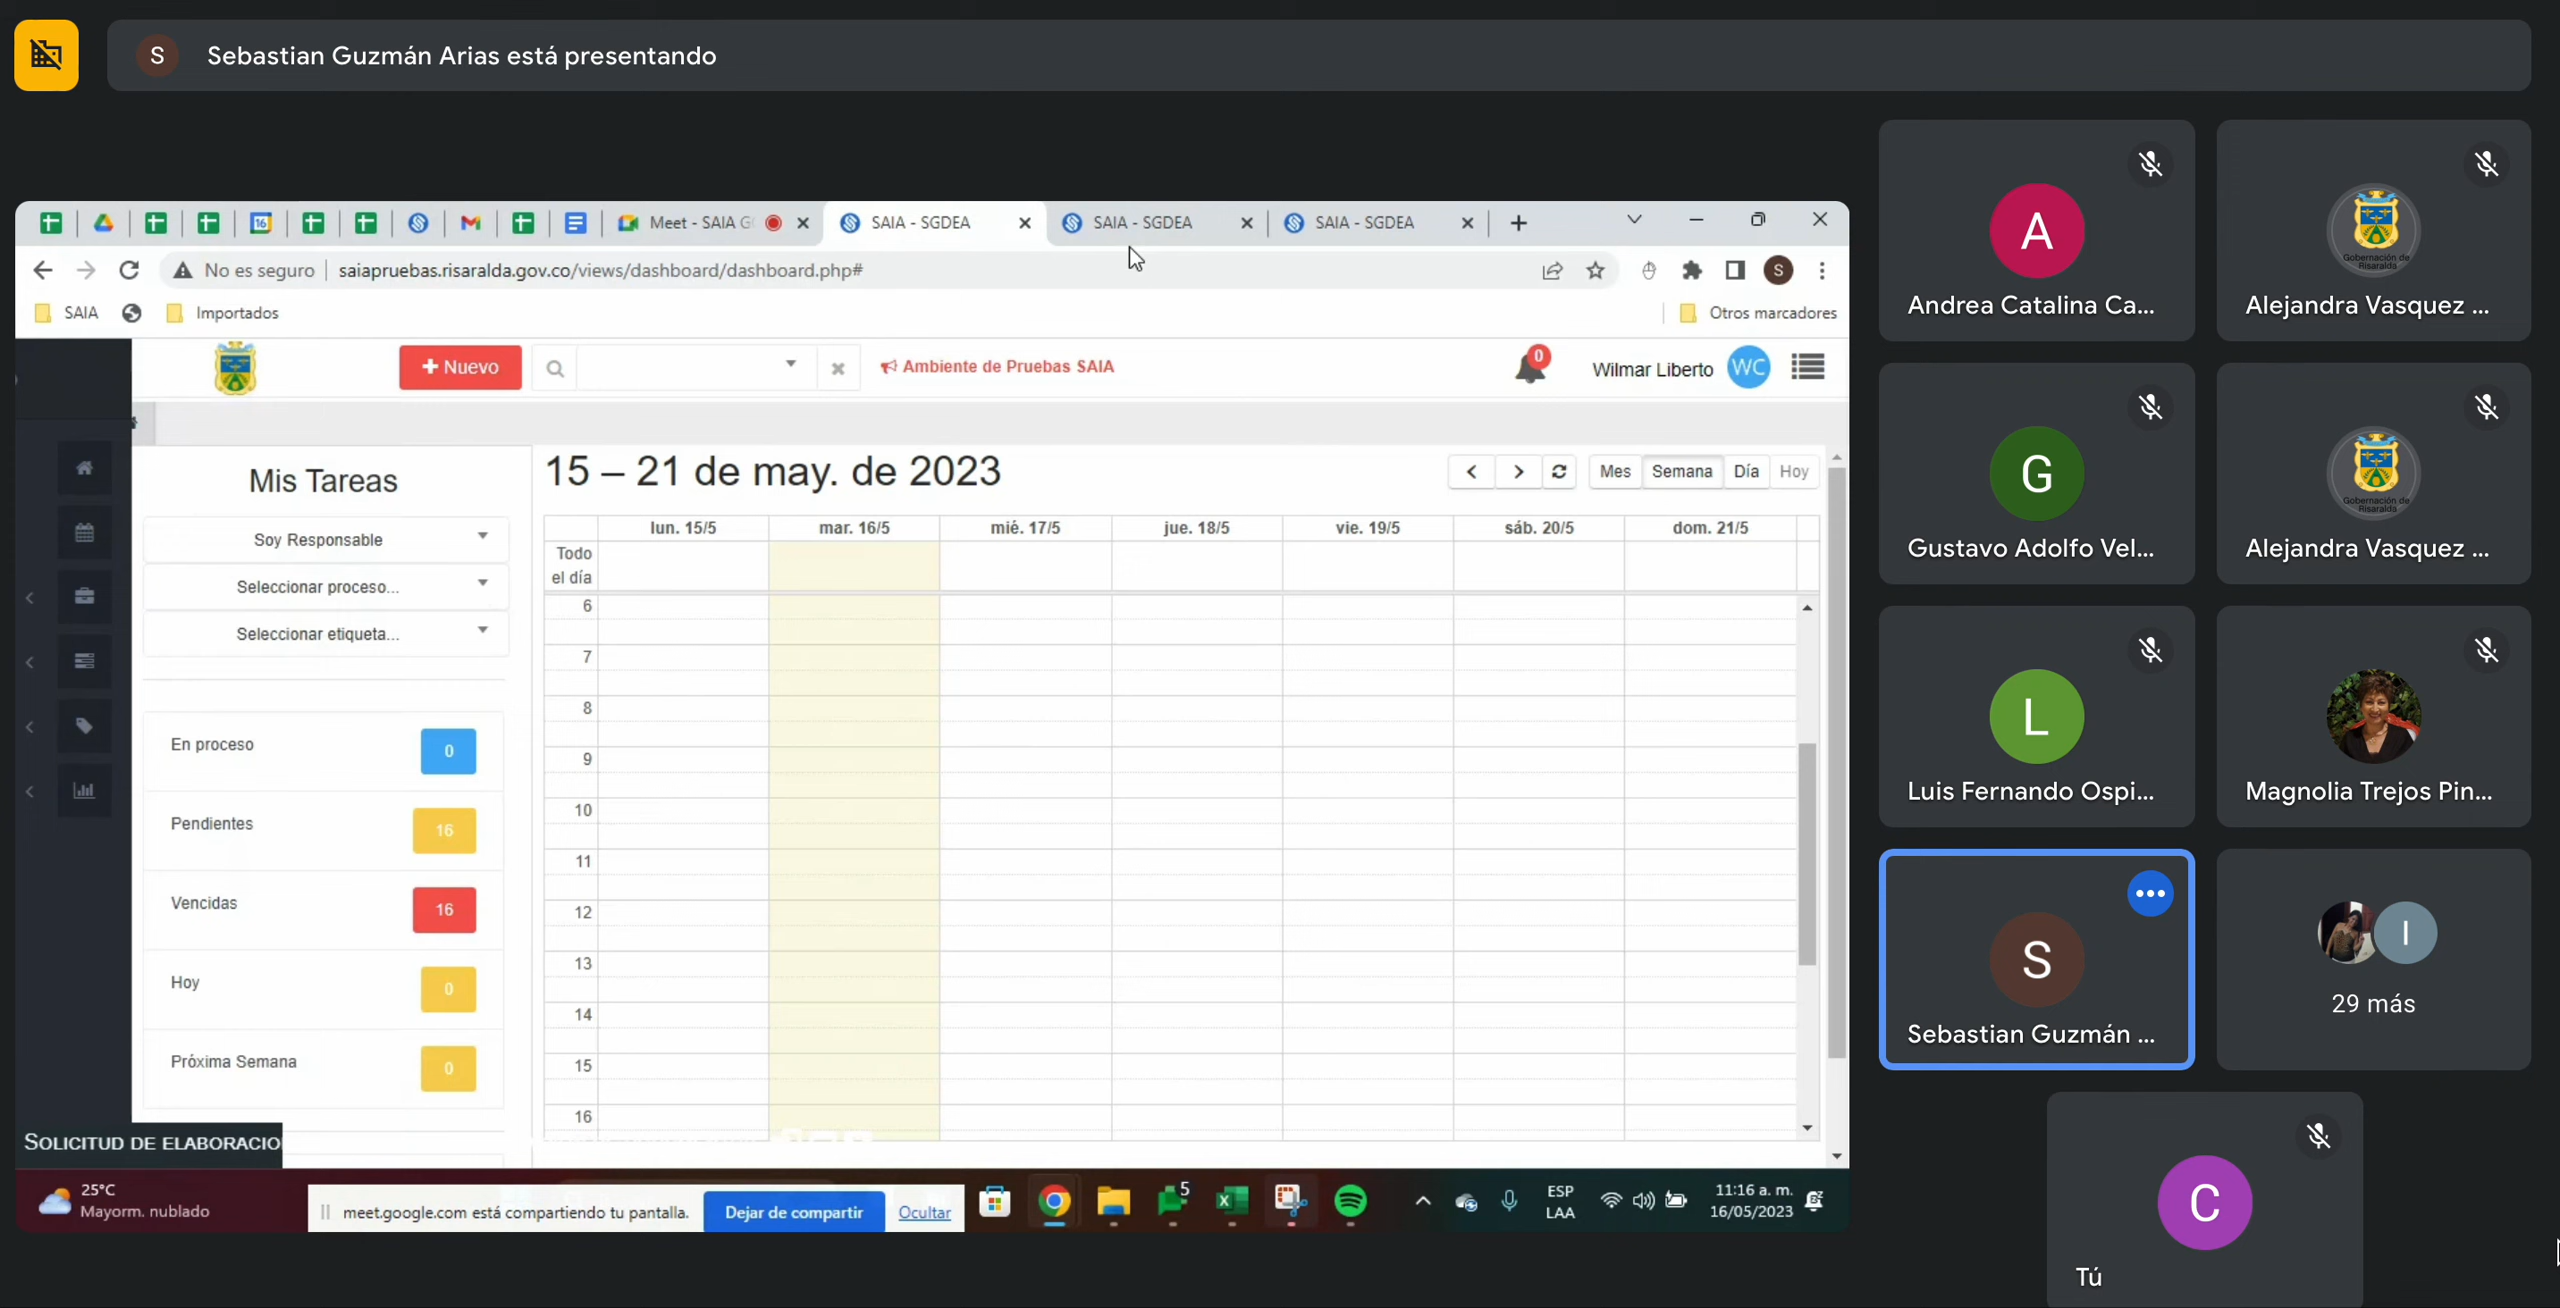 S
Sebastian Guzmán Arias está presentando
16
Meet - SAIA G
SAIA - SGDEA
SAIA - SGDEA
SAIA - SGDEA
No es seguro
saiapruebas.risaralda.gov.co/views/dashboard/dashboard.php#
S
SAIA
Importados
Otros marcadores
+ Nuevo
Ambiente de Pruebas SAIA
0
Wilmar Liberto
WC
Mis Tareas
Soy Responsable
Seleccionar proceso...
Seleccionar etiqueta...
En proceso
0
Pendientes
16
Vencidas
16
Hoy
0
Próxima Semana
0
15 – 21 de may. de 2023
Mes
Semana
Día
Hoy
lun. 15/5
mar. 16/5
mié. 17/5
jue. 18/5
vie. 19/5
sáb. 20/5
dom. 21/5
Todo
el día
6
7
8
9
10
11
12
13
14
15
16
SOLICITUD DE ELABORACIO
25°C
Mayorm. nublado
meet.google.com está compartiendo tu pantalla.
Dejar de compartir
Ocultar
5
ESP
LAA
11:16 a. m.
16/05/2023
A
Andrea Catalina Ca...
Gobernación de
Risaralda
Alejandra Vasquez ...
G
Gustavo Adolfo Vel...
Gobernación de
Risaralda
Alejandra Vasquez ...
L
Luis Fernando Ospi...
Magnolia Trejos Pin...
S
Sebastian Guzmán ...
I
29 más
C
Tú